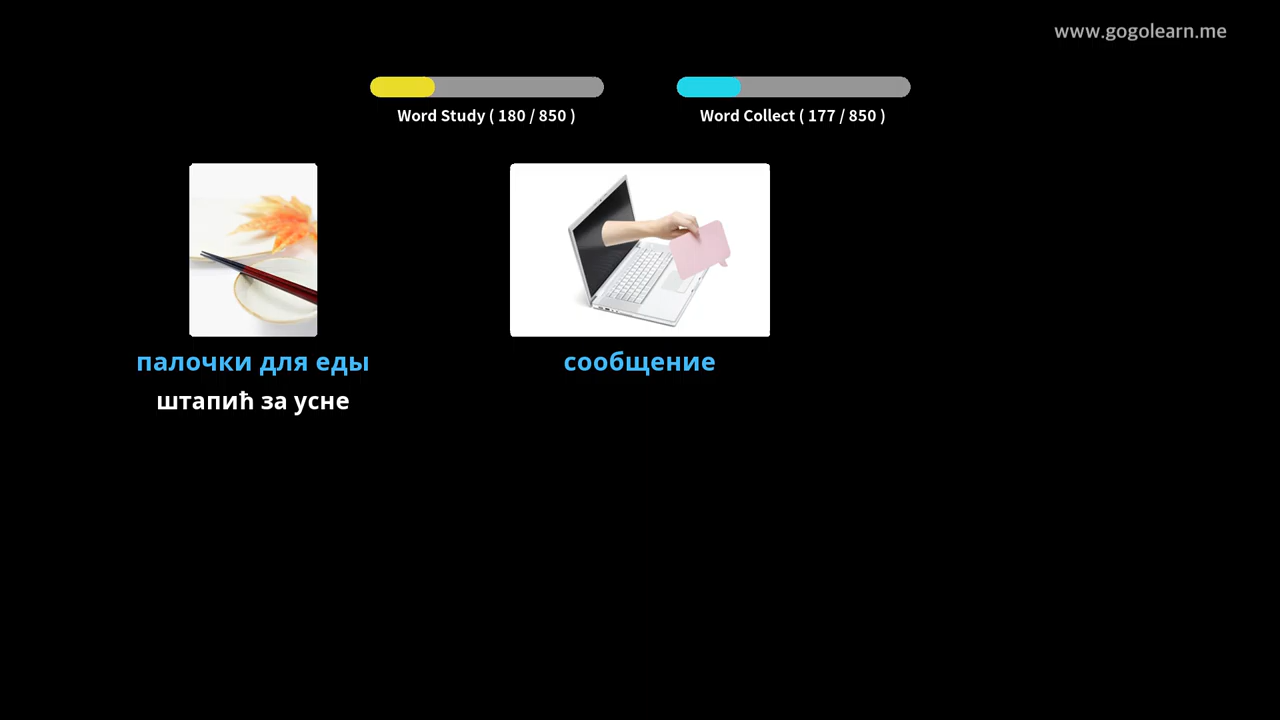 www.gogolearn.me
Word Study ( 180 / 850 )
Word Collect ( 177 / 850 )
палочки для еды
штапић за усне
сообщение